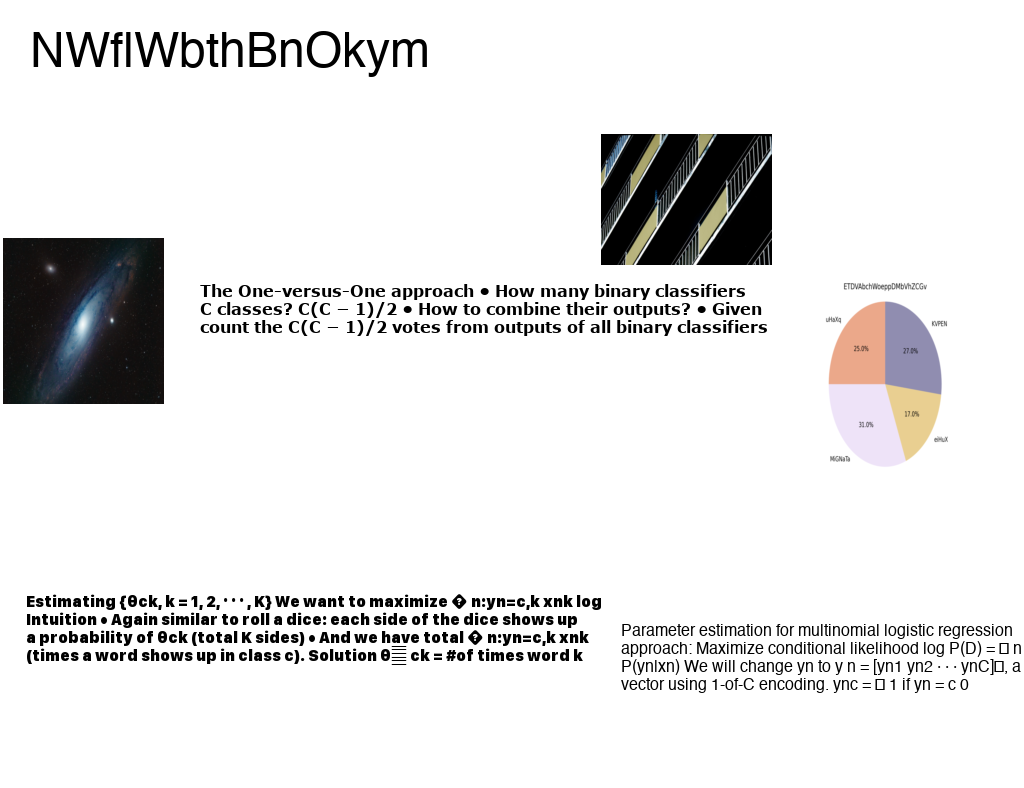 NWflWbthBnOkym
The One-versus-One approach • How many binary classifiers
C classes? C(C − 1)/2 • How to combine their outputs? • Given
count the C(C − 1)/2 votes from outputs of all binary classifiers
ETDVAbchWoeppDMbVhZCGv
uHaXq
KVPEN
25.0%
27.0%
17.0%
31.0%
eiHuX
MiGNaTa
Estimating {θck, k = 1, 2, · · · , K} We want to maximize � n:yn=c,k xnk log
Intuition • Again similar to roll a dice: each side of the dice shows up
a probability of θck (total K sides) • And we have total � n:yn=c,k xnk
(times a word shows up in class c). Solution θ ck = #of times word k
Parameter estimation for multinomial logistic regression
approach: Maximize conditional likelihood log P(D) = □ n
P(yn|xn) We will change yn to y n = [yn1 yn2 · · · ynC]□, a
vector using 1-of-C encoding. ync = □ 1 if yn = c 0